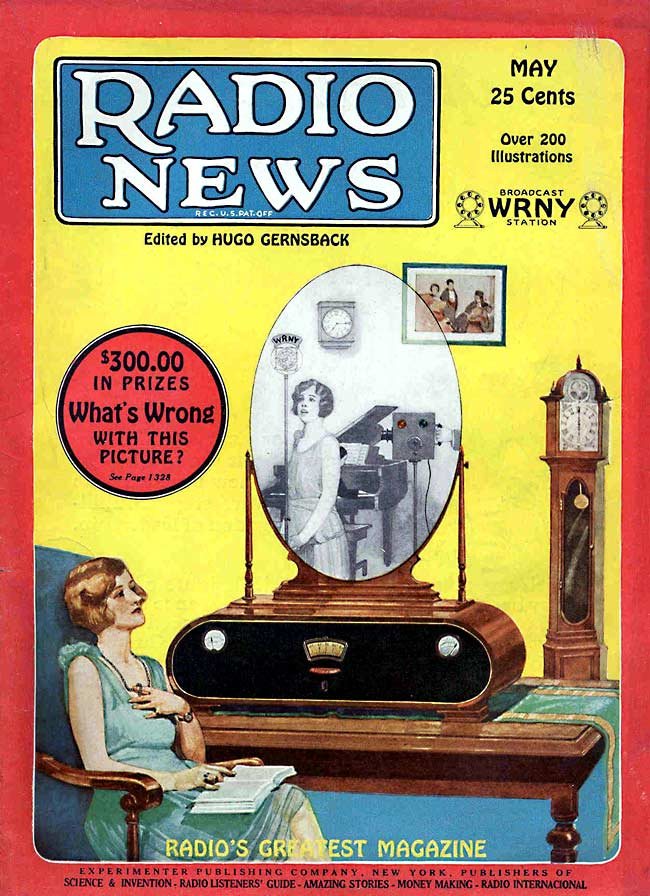 RADIO
NEWS
REG. U.S. PAT. OFF
Edited by HUGO GERNSBACK
MAY
25 Cents
Over 200
Illustrations
BROADCAST
WRNY
STATION
WRNY
$300.00
IN PRIZES
What's Wrong
WITH THIS
PICTURE?
See Page 1328
RADIO'S GREATEST MAGAZINE
EXPERIMENTER PUBLISHING COMPANY, NEW YORK, PUBLISHERS OF
SCIENCE & INVENTION - RADIO LISTENERS' GUIDE - AMAZING STORIES - MONEY MAKING - RADIO INTERNACIONAL